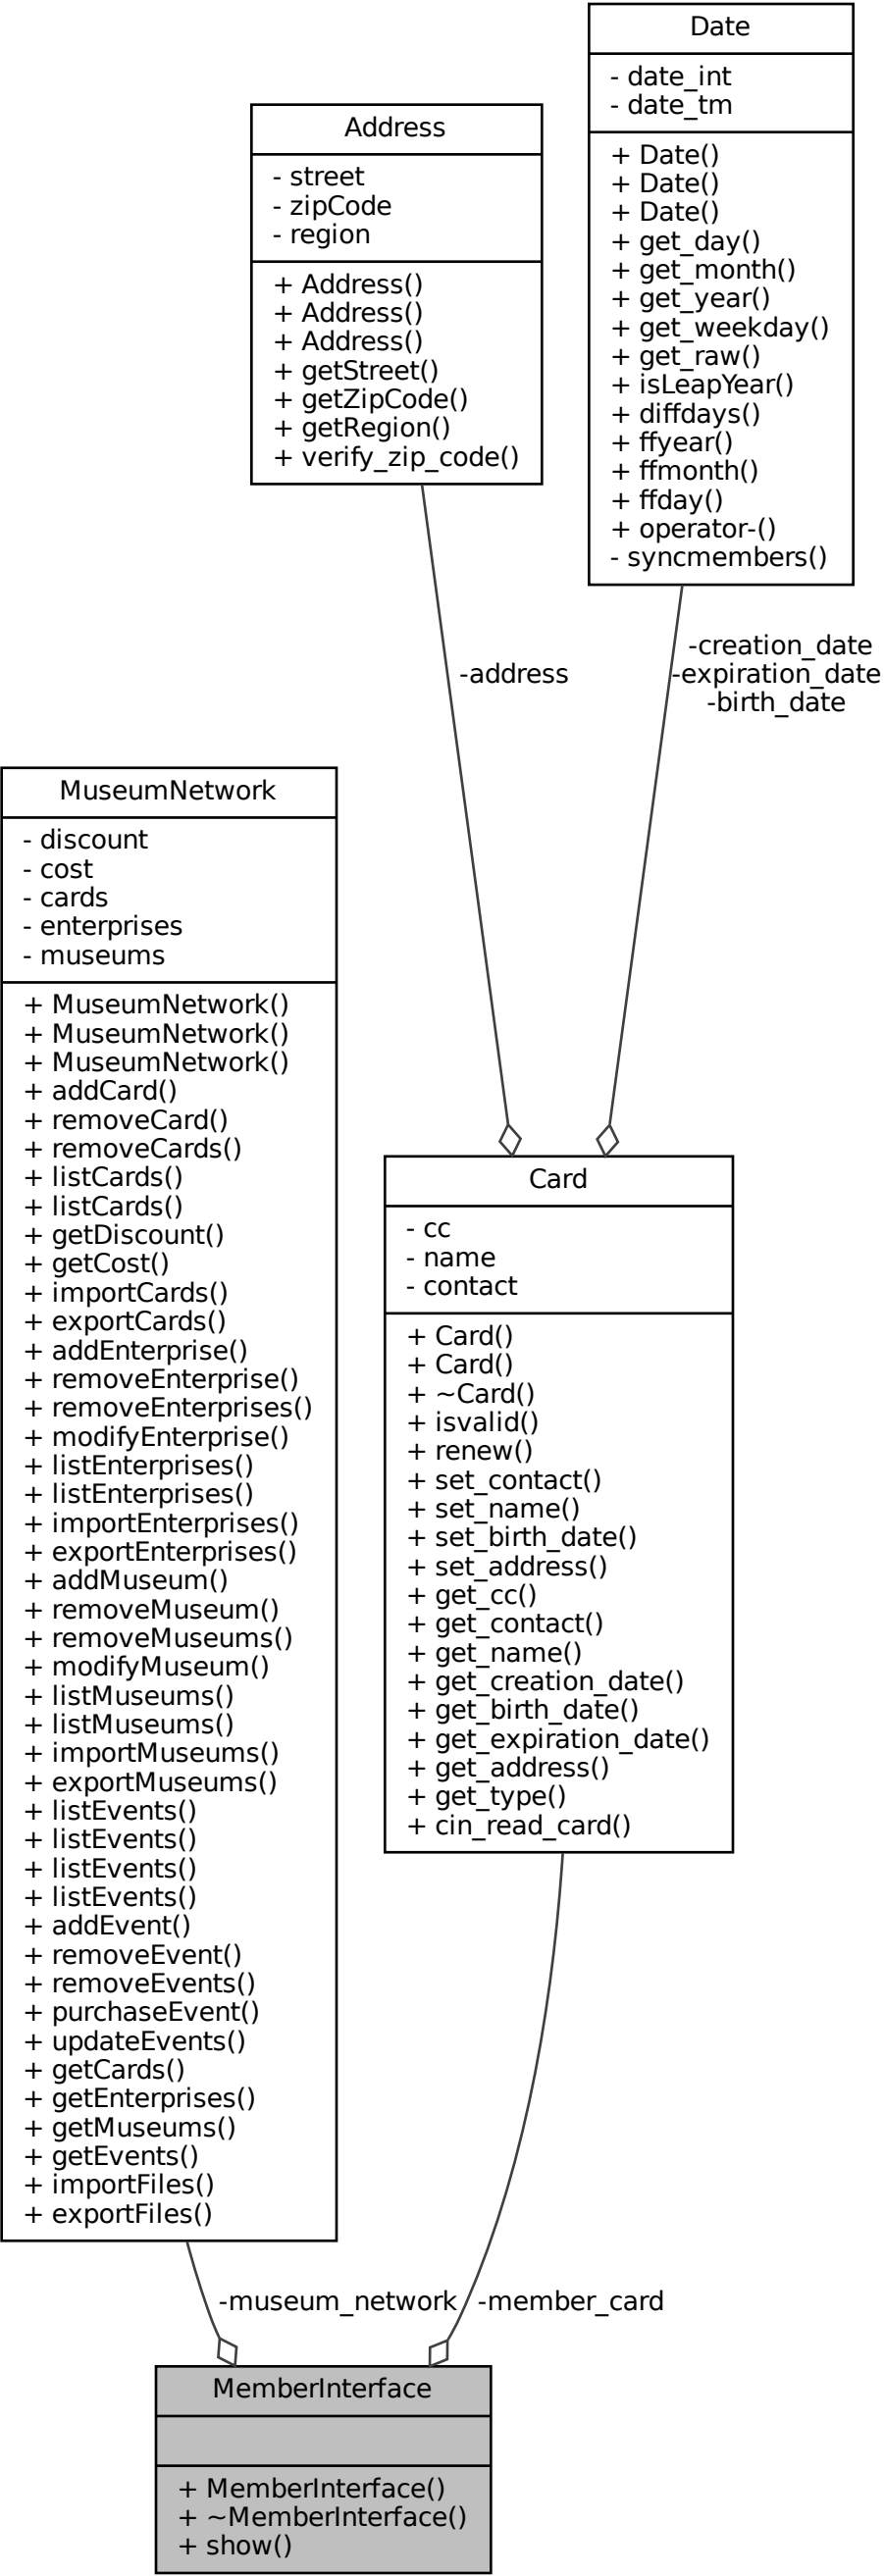 Date
- date_int
- date_tm
+ Date()
+ Date()
+ Date()
+ get_day()
+ get_month()
+ get_year()
+ get_weekday()
+ get_raw()
+ isLeapYear()
+ diffdays()
+ ffyear()
+ ffmonth()
+ ffday()
+ operator-()
- syncmembers()
Address
- street
- zipCode
- region
+ Address()
+ Address()
+ Address()
+ getStreet()
+ getZipCode()
+ getRegion()
+ verify_zip_code()
-address
-creation_date
-expiration_date
-birth_date
MuseumNetwork
- discount
- cost
- cards
- enterprises
- museums
+ MuseumNetwork()
+ MuseumNetwork()
+ MuseumNetwork()
+ addCard()
+ removeCard()
+ removeCards()
+ listCards()
+ listCards()
+ getDiscount()
+ getCost()
+ importCards()
+ exportCards()
+ addEnterprise()
+ removeEnterprise()
+ removeEnterprises()
+ modifyEnterprise()
+ listEnterprises()
+ listEnterprises()
+ importEnterprises()
+ exportEnterprises()
+ addMuseum()
+ removeMuseum()
+ removeMuseums()
+ modifyMuseum()
+ listMuseums()
+ listMuseums()
+ importMuseums()
+ exportMuseums()
+ listEvents()
+ listEvents()
+ listEvents()
+ listEvents()
+ addEvent()
+ removeEvent()
+ removeEvents()
+ purchaseEvent()
+ updateEvents()
+ getCards()
+ getEnterprises()
+ getMuseums()
+ getEvents()
+ importFiles()
+ exportFiles()
Card
- cc
- name
- contact
+ Card()
+ Card()
+ ~Card()
+ isvalid()
+ renew()
+ set_contact()
+ set_name()
+ set_birth_date()
+ set_address()
+ get_cc()
+ get_contact()
+ get_name()
+ get_creation_date()
+ get_birth_date()
+ get_expiration_date()
+ get_address()
+ get_type()
+ cin_read_card()
-museum_network
-member_card
MemberInterface
+ MemberInterface()
+ ~MemberInterface()
+ show()